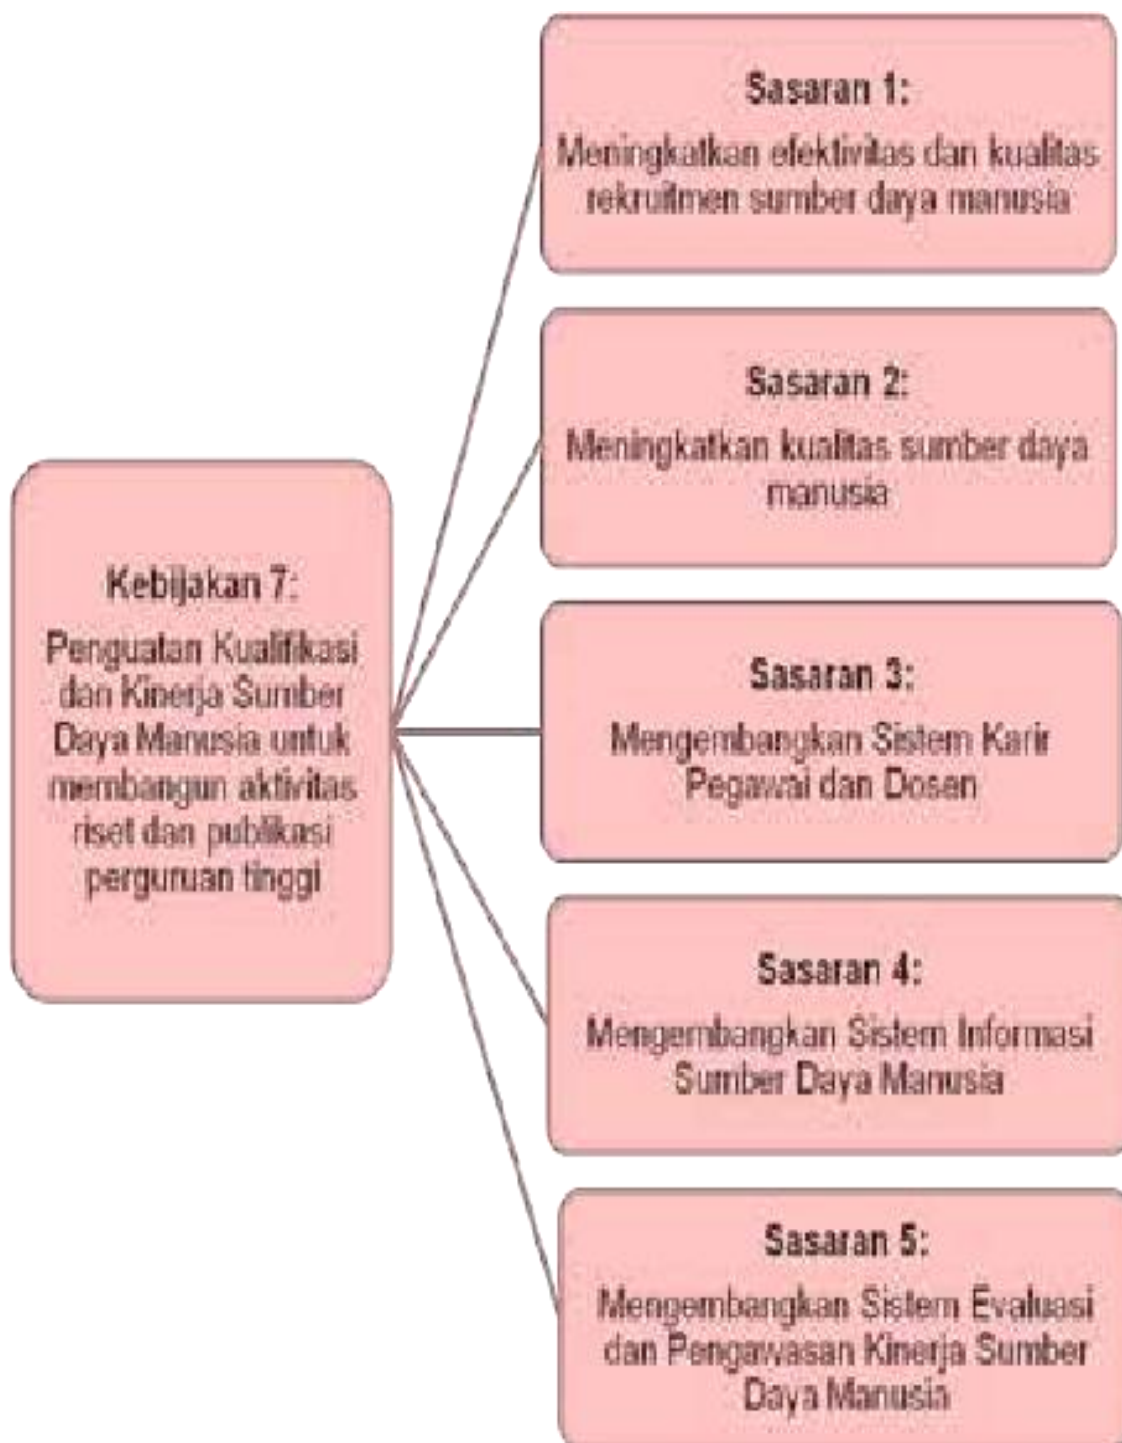 Kebijakan 7:
Penguatan Kualifikasi
dan Kinerja Sumber
Daya Manusia untuk
membangun aktivitas
riset dan publikasi
perguruan tinggi
Sasaran 1:
Meningkatkan efektivitas dan kualitas
rekruitmen sumber daya manusia
Sasaran 2:
Meningkatkan kualitas sumber daya
manusia
Sasaran 3:
Mengembangkan Sistem Karir
Pegawai dan Dosen
Sasaran 4:
Mengembangkan Sistem Informasi
Sumber Daya Manusia
Sasaran 5:
Mengembangkan Sistem Evaluasi
dan Pengawasan Kinerja Sumber
Daya Manusia